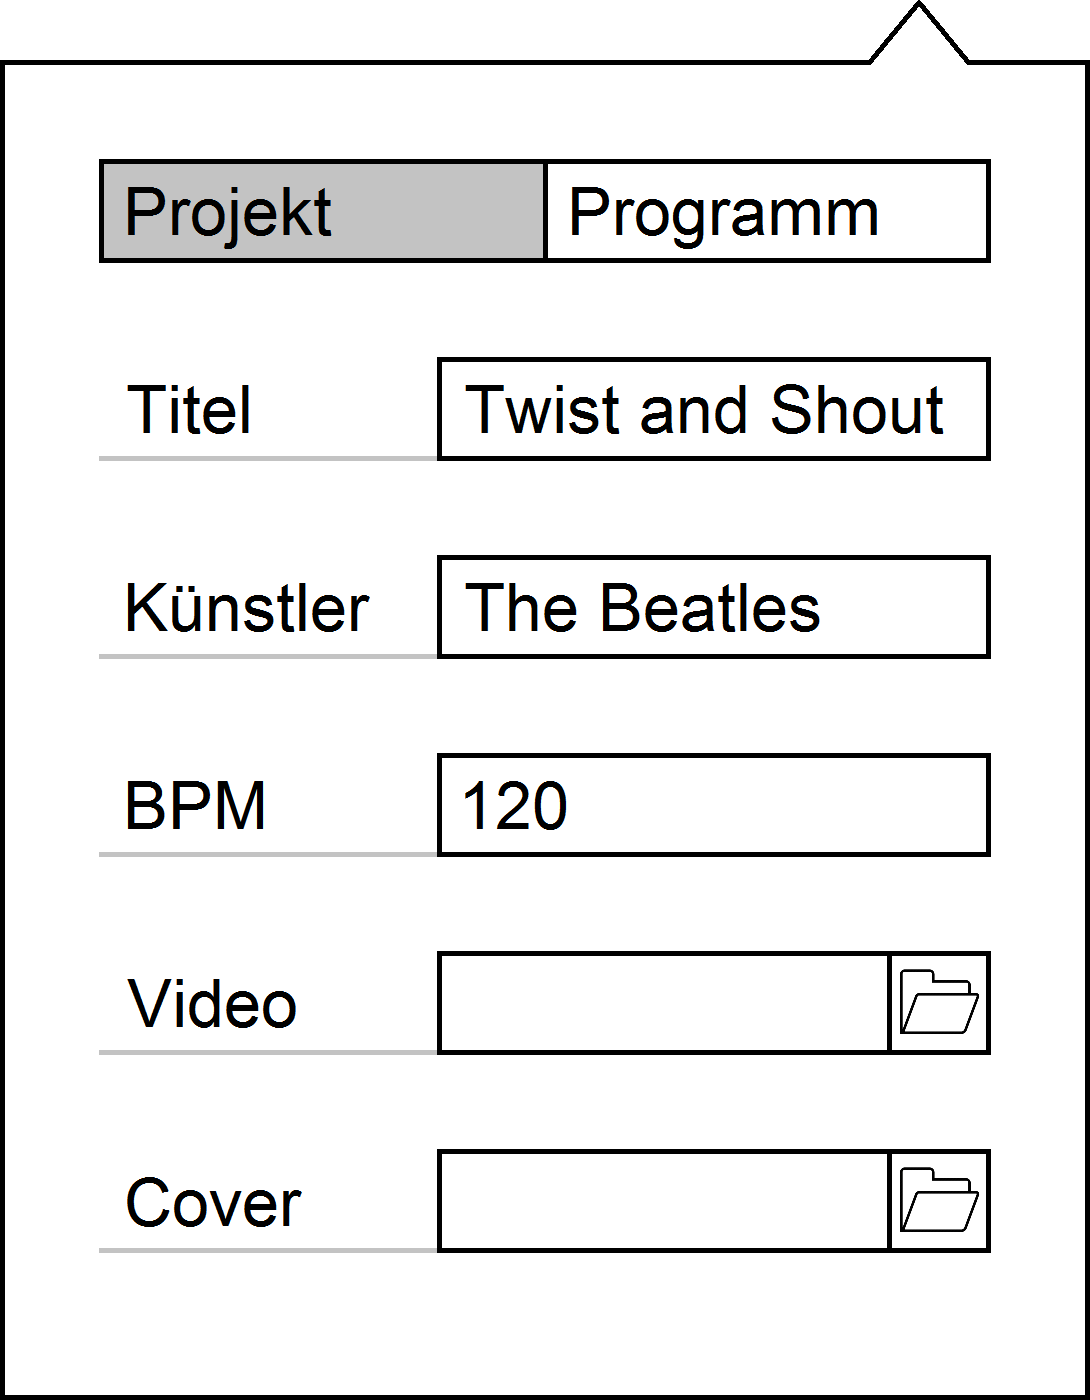 Projekt Programm
Titel Twist and Shout
Künstler The Beatles
BPM 120
Video
Cover